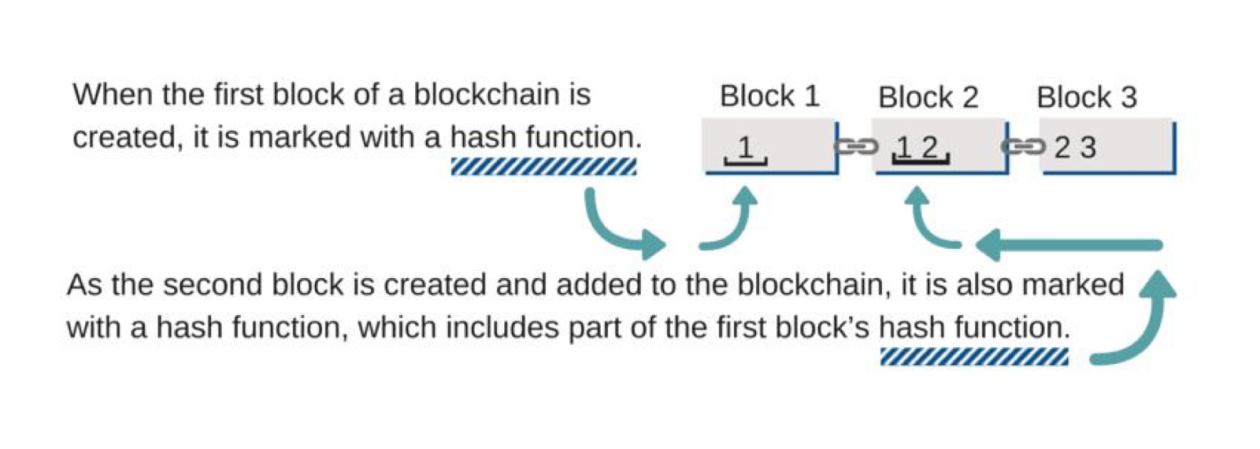 When the first block of a blockchain is
created, it is marked with a hash function.
Block 1 Block 2 Block 3
1 1 2 2 3
As the second block is created and added to the blockchain, it is also marked
with a hash function, which includes part of the first block’s hash function.